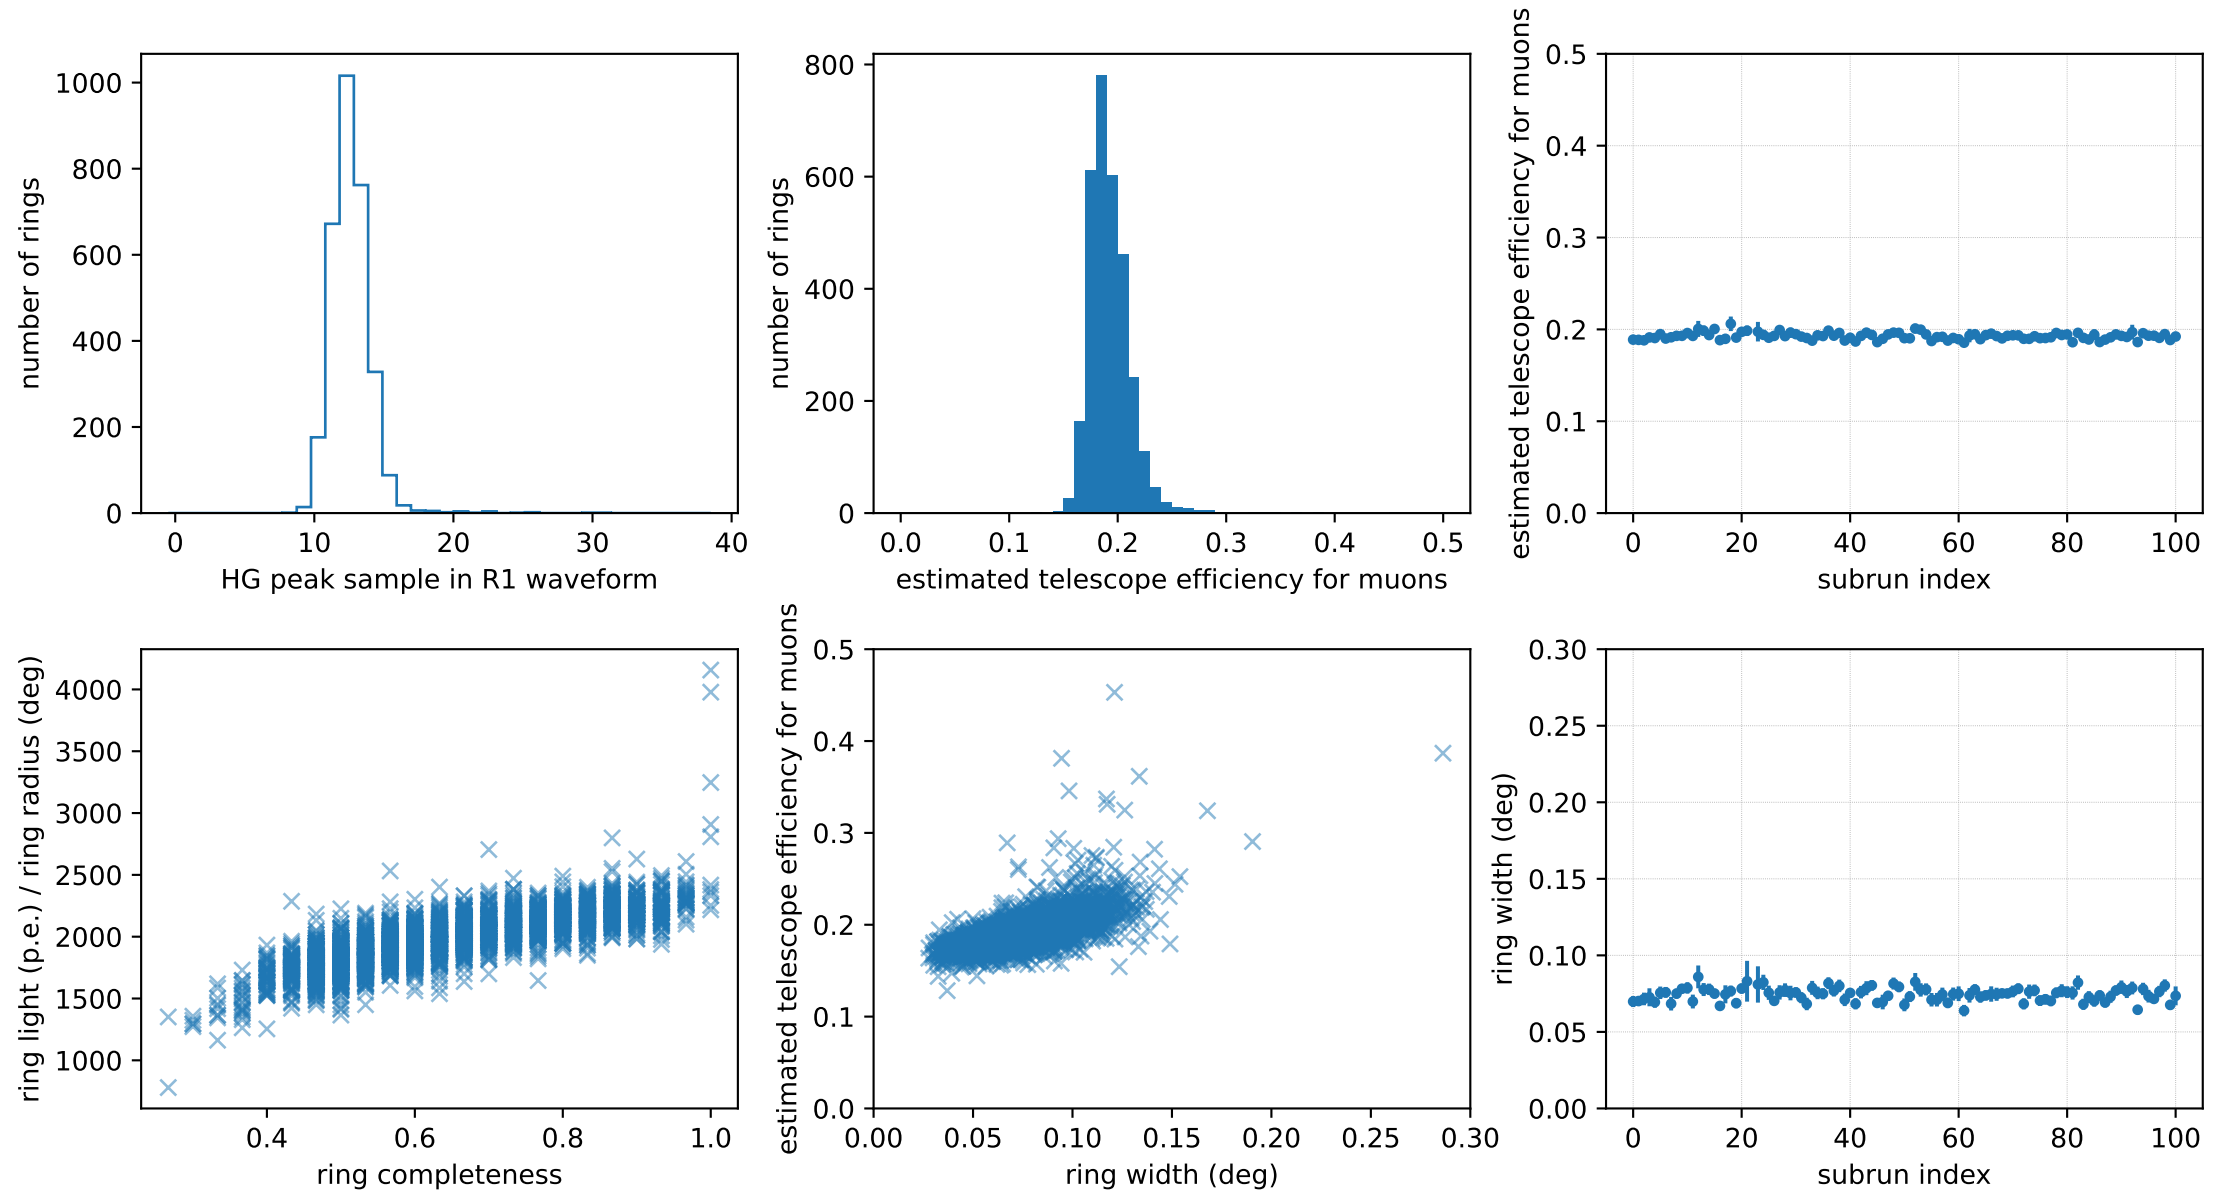 1000
800
600
400
200
0
number of rings
0 10 20 30 40
HG peak sample in R1 waveform
800
600
400
200
0
number of rings
0.0 0.1 0.2 0.3 0.4 0.5
estimated telescope efficiency for muons
0.5
0.4
0.3
0.2
0.1
0.0
estimated telescope efficiency for muons
0 20 40 60 80 100
subrun index
4000
3500
3000
2500
2000
1500
1000
ring light (p.e.) / ring radius (deg)
0.4 0.6 0.8 1.0
ring completeness
0.5
0.4
0.3
0.2
0.1
0.0
estimated telescope efficiency for muons
0.00 0.05 0.10 0.15 0.20 0.25 0.30
ring width (deg)
0.30
0.25
0.20
0.15
0.10
0.05
0.00
ring width (deg)
0 20 40 60 80 100
subrun index